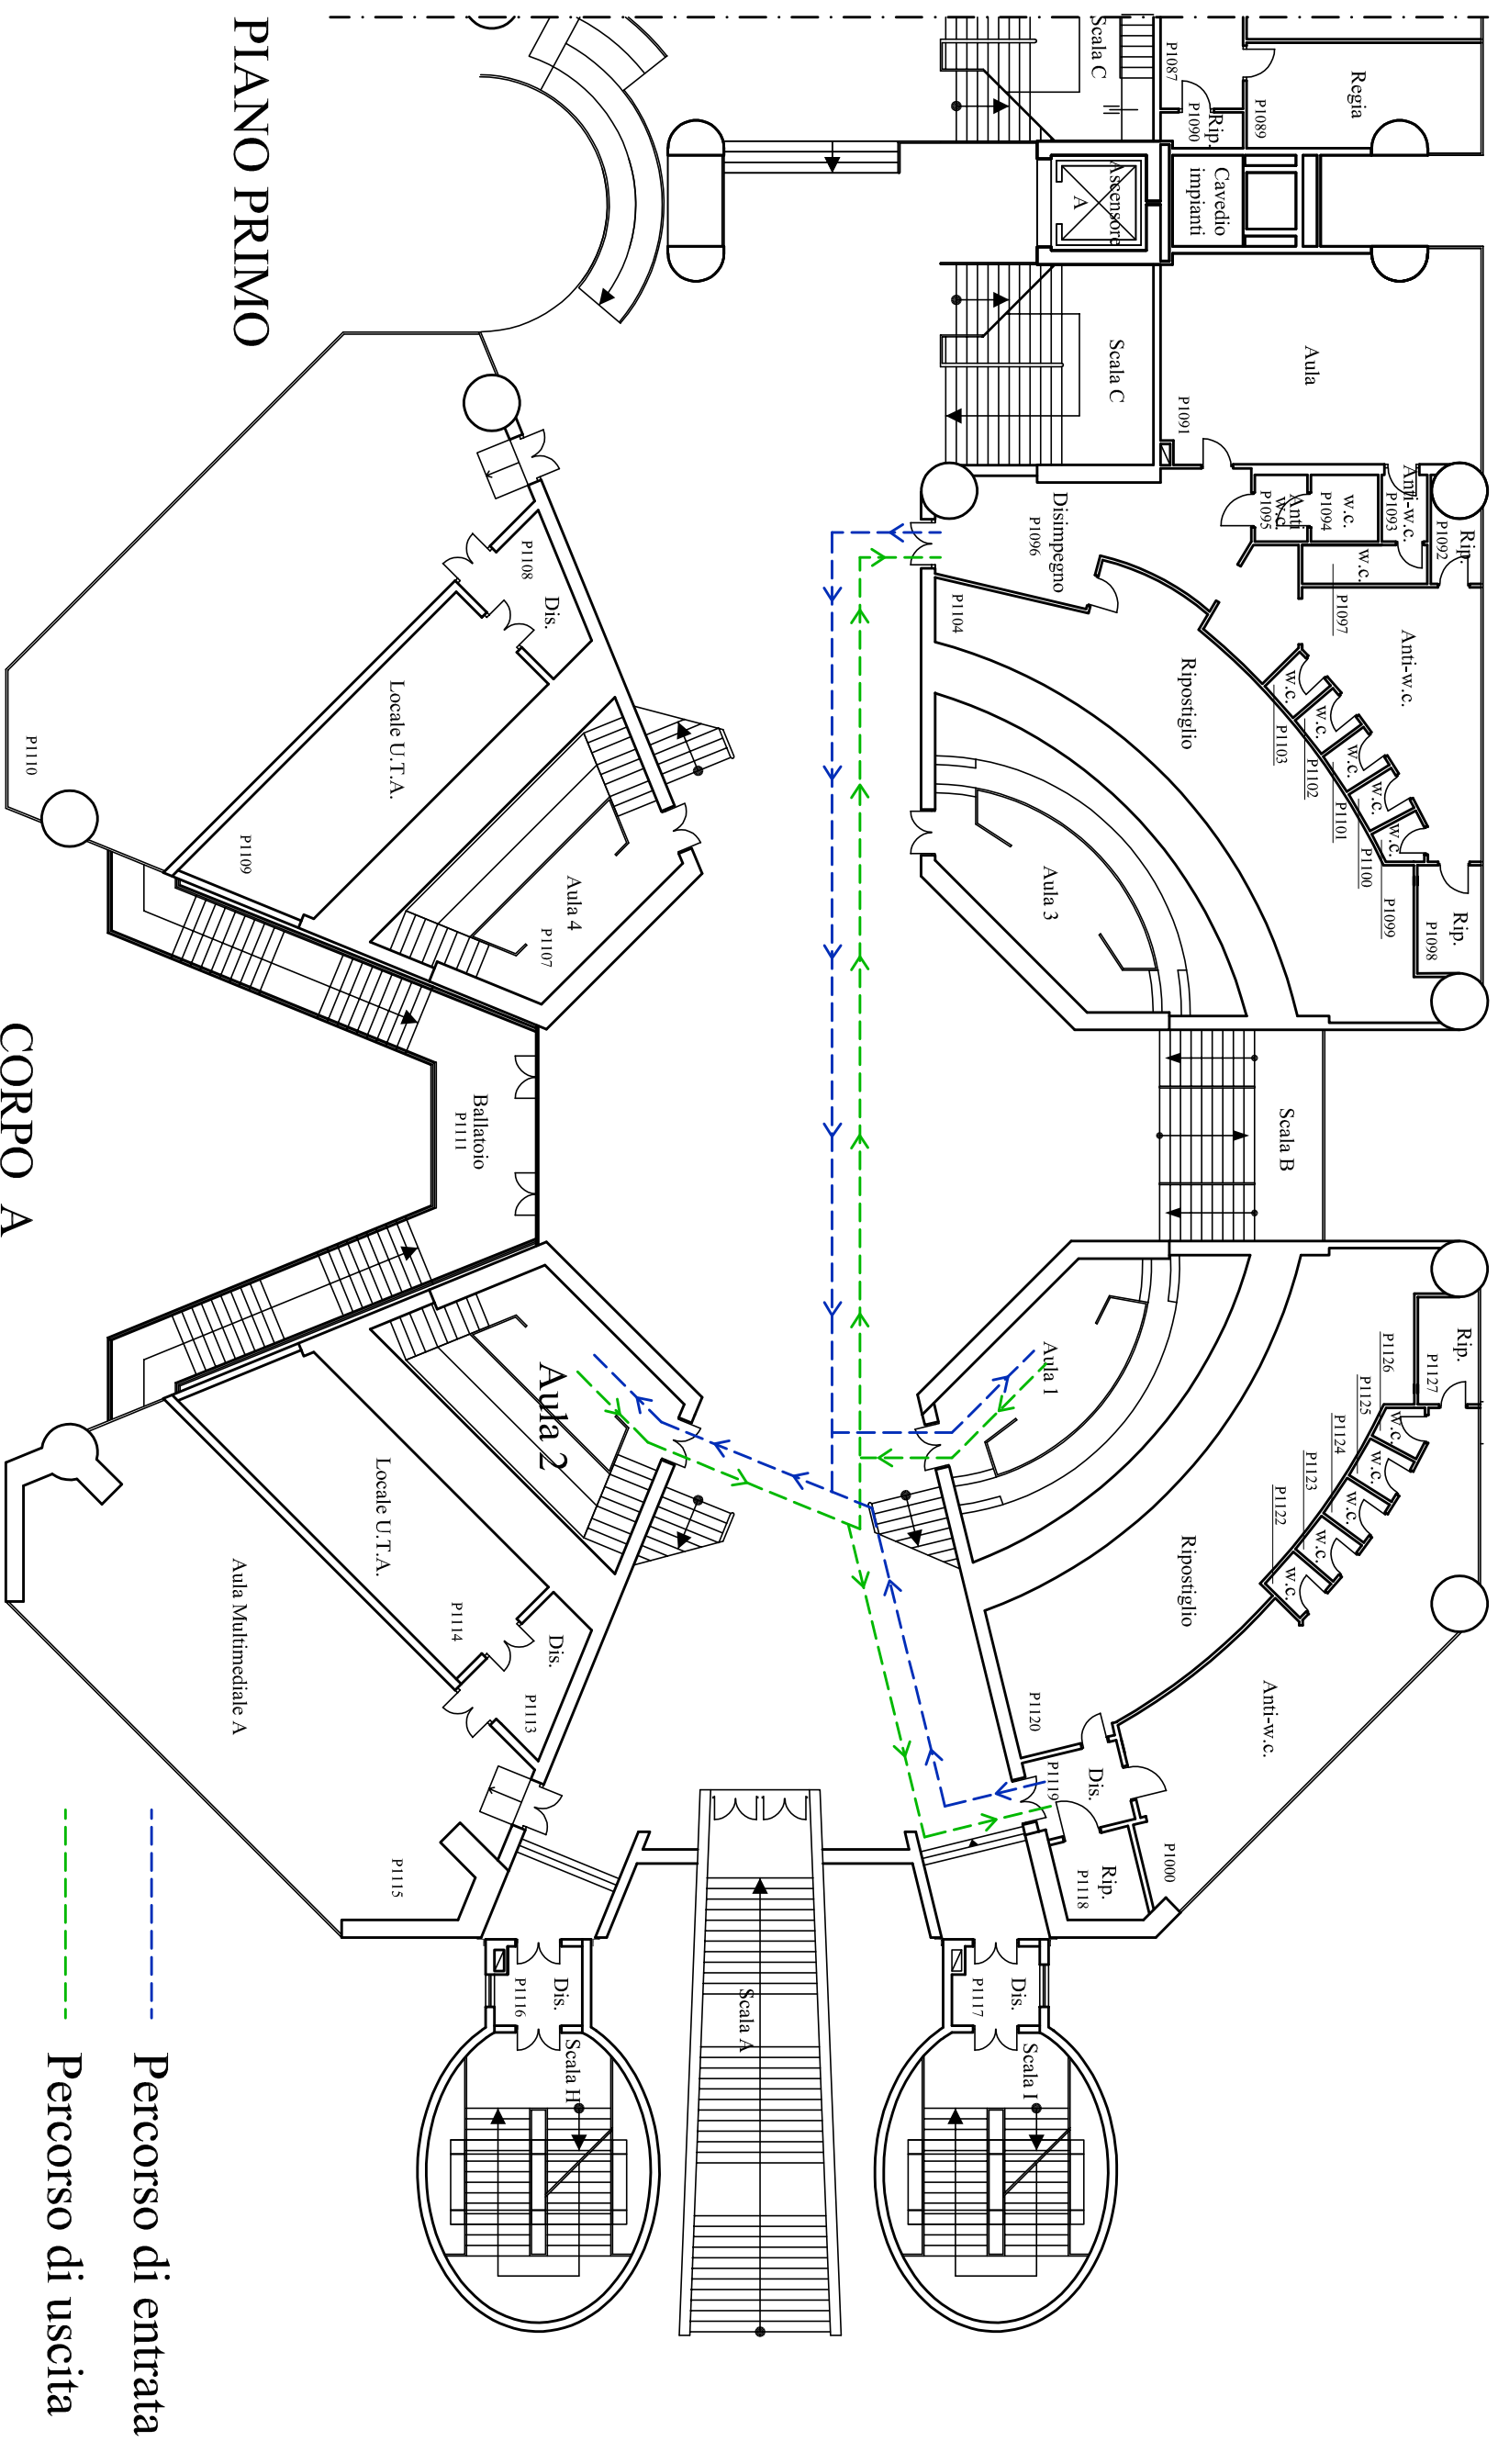 PIANO PRIMO
CORPO A
Percorso di entrata
Percorso di uscita
Regia
P1089
P1087
Rip.
P1090
Scala C
Cavedio
impianti
Ascensore
A
Scala C
Aula
P1091
Anti-w.c.
P1093
w.c.
P1094
Anti
w.c.
P1095
Rip.
P1092
w.c.
P1097
Disimpegno
P1096
P1104
Anti-w.c.
Ripostiglio
w.c.
P1103
w.c.
P1102
w.c.
P1101
w.c.
P1100
w.c.
P1099
Rip.
P1098
Aula 3
Scala B
Dis.
P1108
Locale U.T.A.
P1109
P1110
Aula 4
P1107
Ballatoio
P1111
Aula 1
Aula 2
Rip.
P1127
P1126
P1125
P1124
P1123
P1122
w.c.
w.c.
w.c.
w.c.
w.c.
Ripostiglio
Anti-w.c.
P1120
Dis.
P1119
P1000
Rip.
P1118
Locale U.T.A.
P1114
Dis.
P1113
Aula Multimediale A
P1115
Dis.
P1116
Dis.
P1117
Scala A
Scala H
Scala I